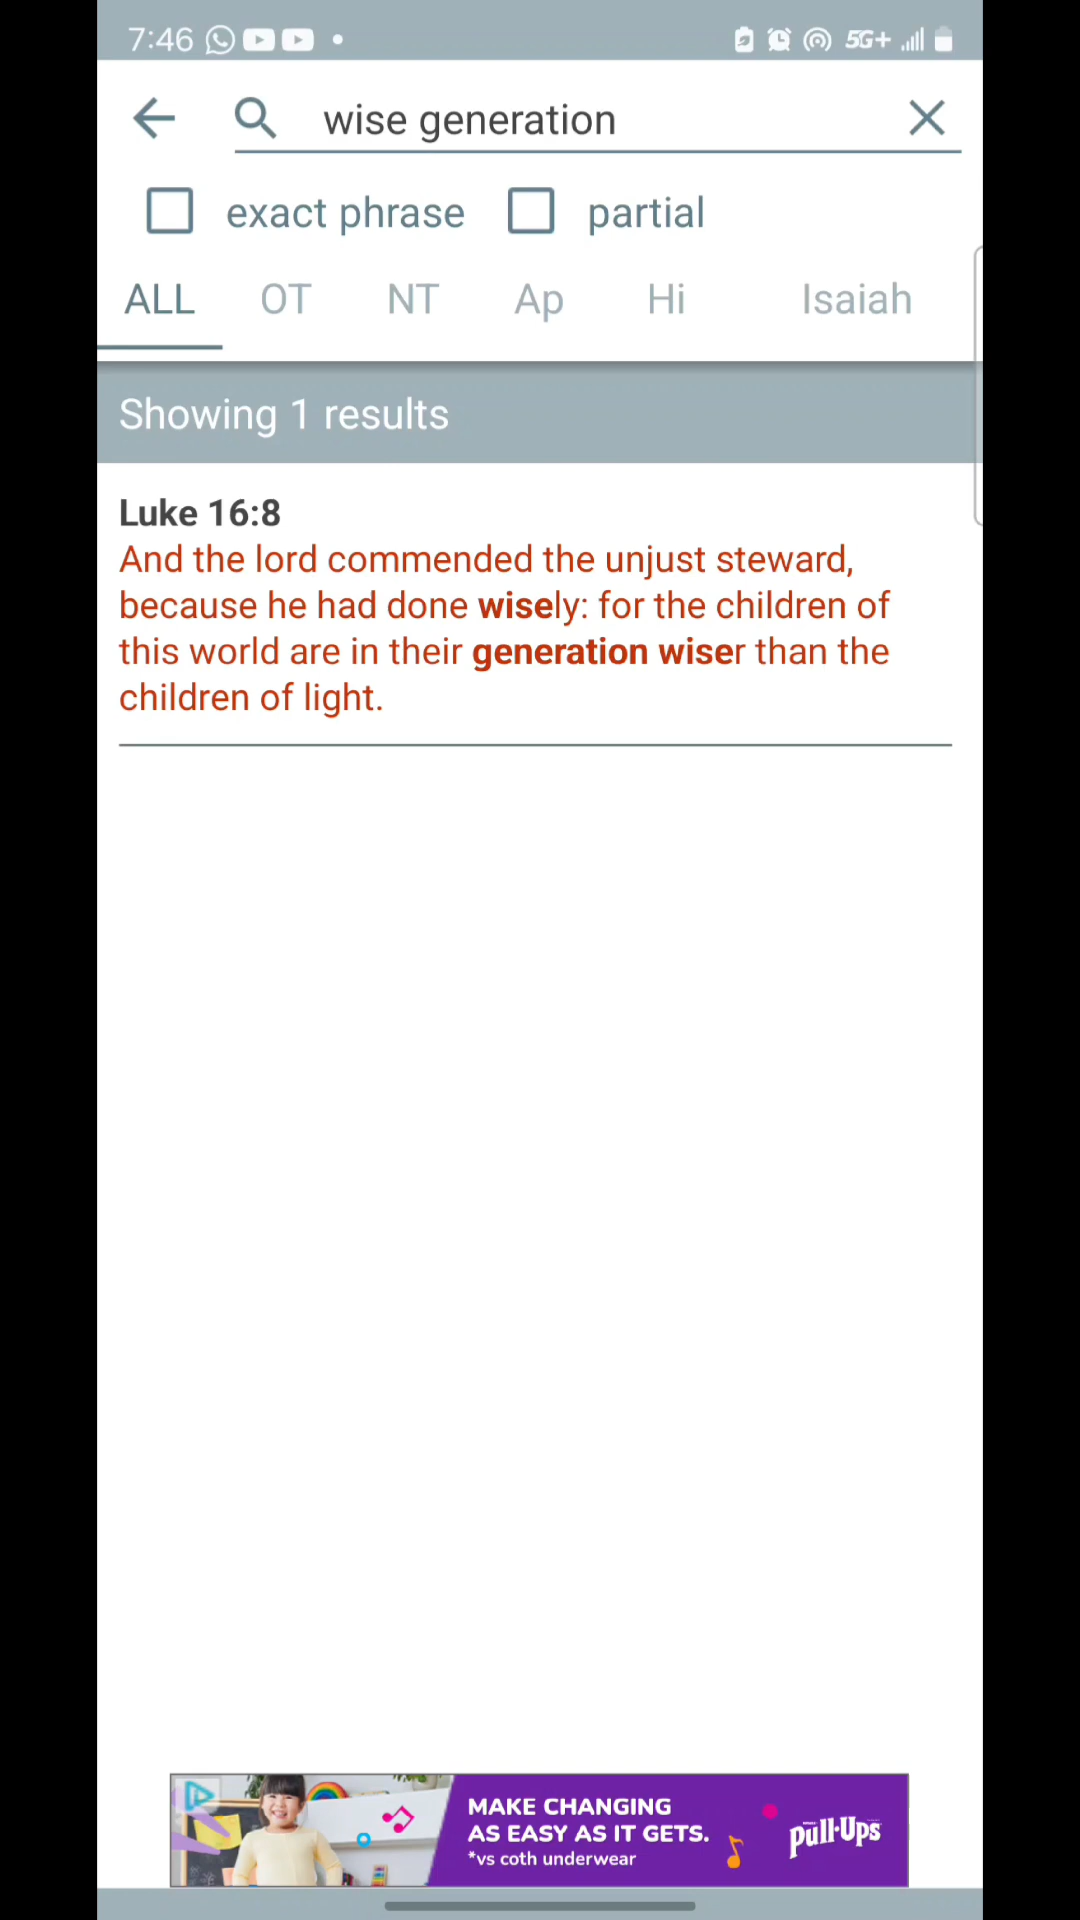 7:46 5G+
wise generation
exact phrase partial
ALL OT NT Ap Hi Isaiah
Showing 1 results
Luke 16:8
And the lord commended the unjust steward,
because he had done wisely: for the children of
this world are in their generation wiser than the
children of light.
MAKE CHANGING
AS EASY AS IT GETS.
*vs coth underwear
Pull-Ups